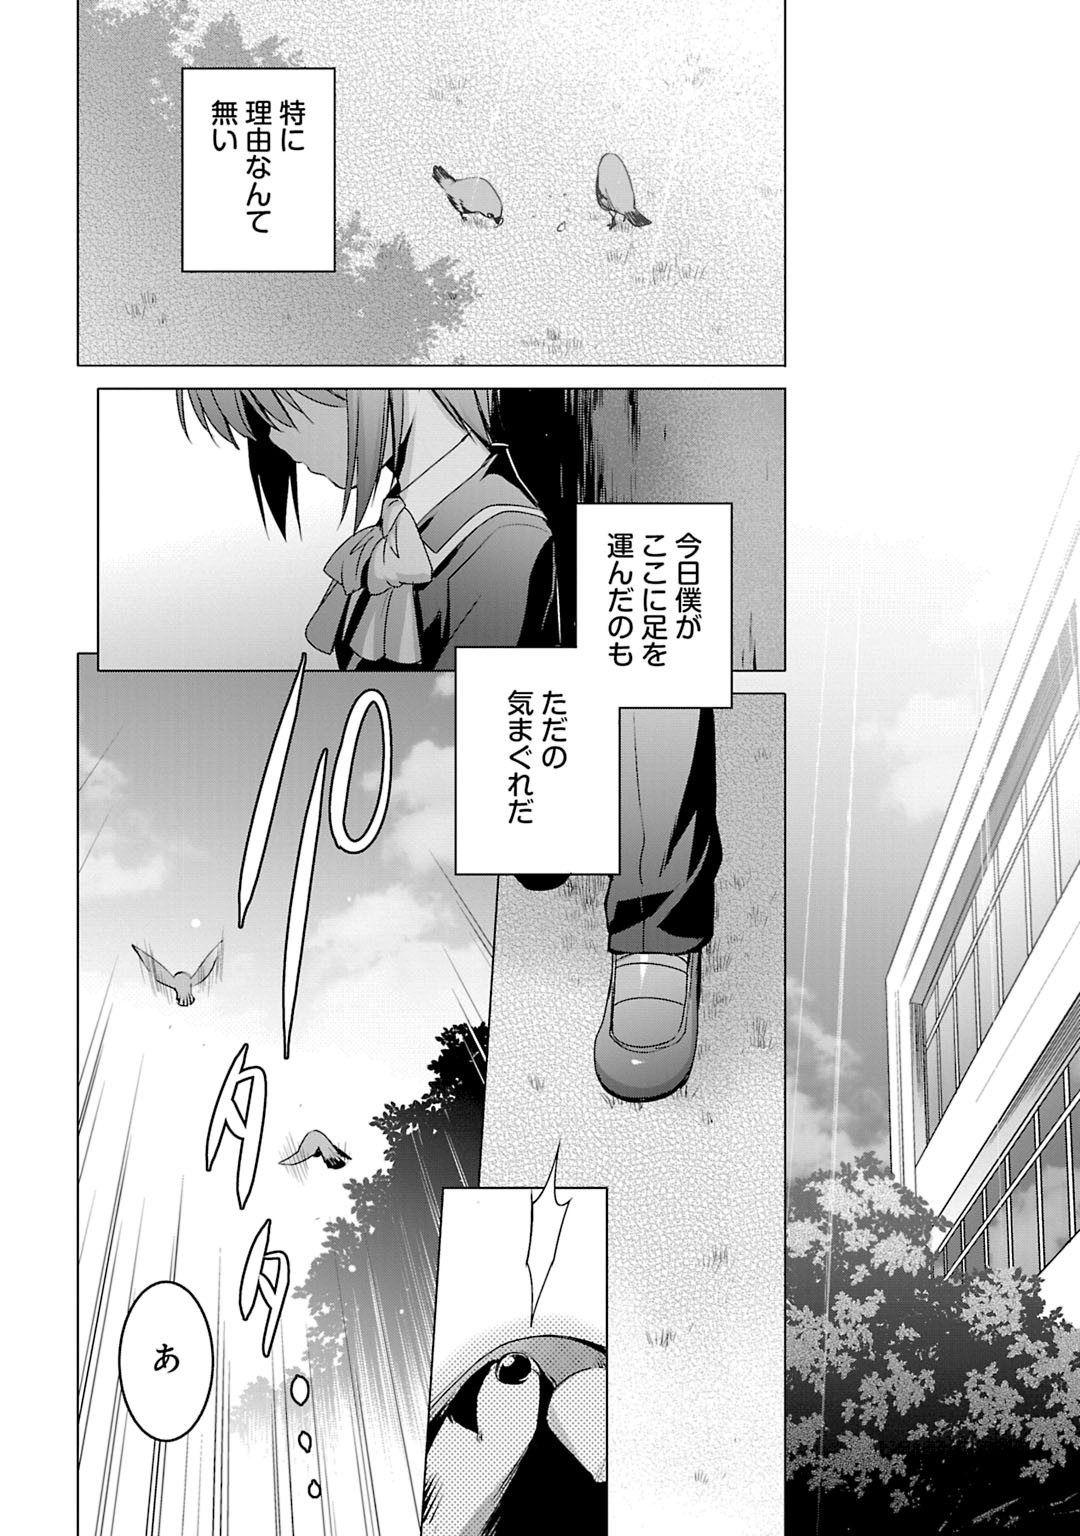 特に
理由なんて
無い
今日僕が
ここに足を
運んだのも
ただの
気まぐれだ
パタタ…
あ